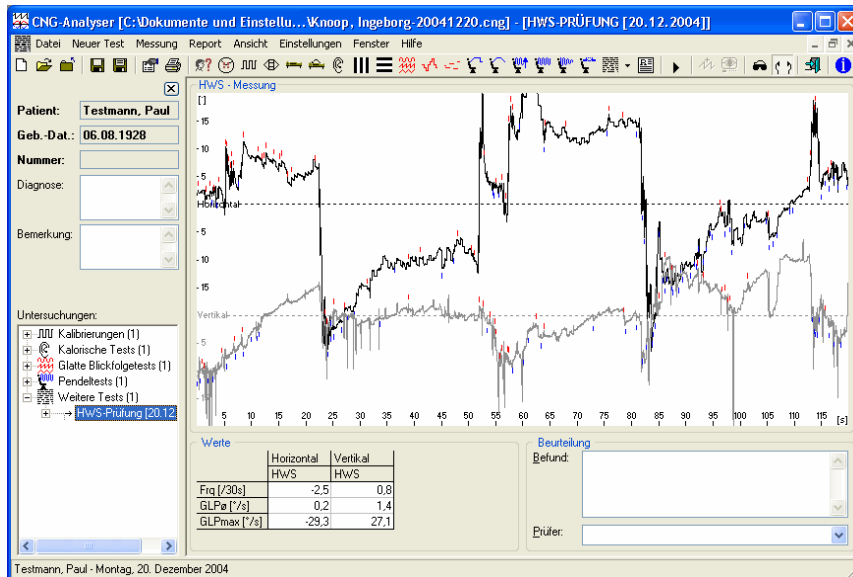 CNG-Analyser [C:\Dokumente und Einstellu...\Knoop, Ingeborg-20041220.cng] - [HWS-PRÜFUNG [20.12.2004]]
Datei Neuer Test Messung Report Ansicht Einstellungen Fenster Hilfe
Patient: Testmann, Paul
Geb.-Dat.: 06.08.1928
Nummer:
Diagnose:
Bemerkung:
Untersuchungen:
Kalibrierungen (1)
Kalorische Tests (1)
Glatte Blickfolgetests (1)
Pendeltests (1)
Weitere Tests (1)
HWS-Prüfung [20.12.
HWS - Messung
[ ]
- 15
- 10
- 5
Horizontal
- 5
- 10
- 15
Vertikal
- 5
5 10 15 20 25 30 35 40 45 50 55 60 65 70 75 80 85 90 95 100 105 110 115 [s]
Werte
Horizontal Vertikal
HWS HWS
Frq [/30s] -2,5 0,8
GLPø [°/s] 0,2 1,4
GLPmax [°/s] -29,3 27,1
Beurteilung
Befund:
Prüfer:
Testmann, Paul - Montag, 20. Dezember 2004